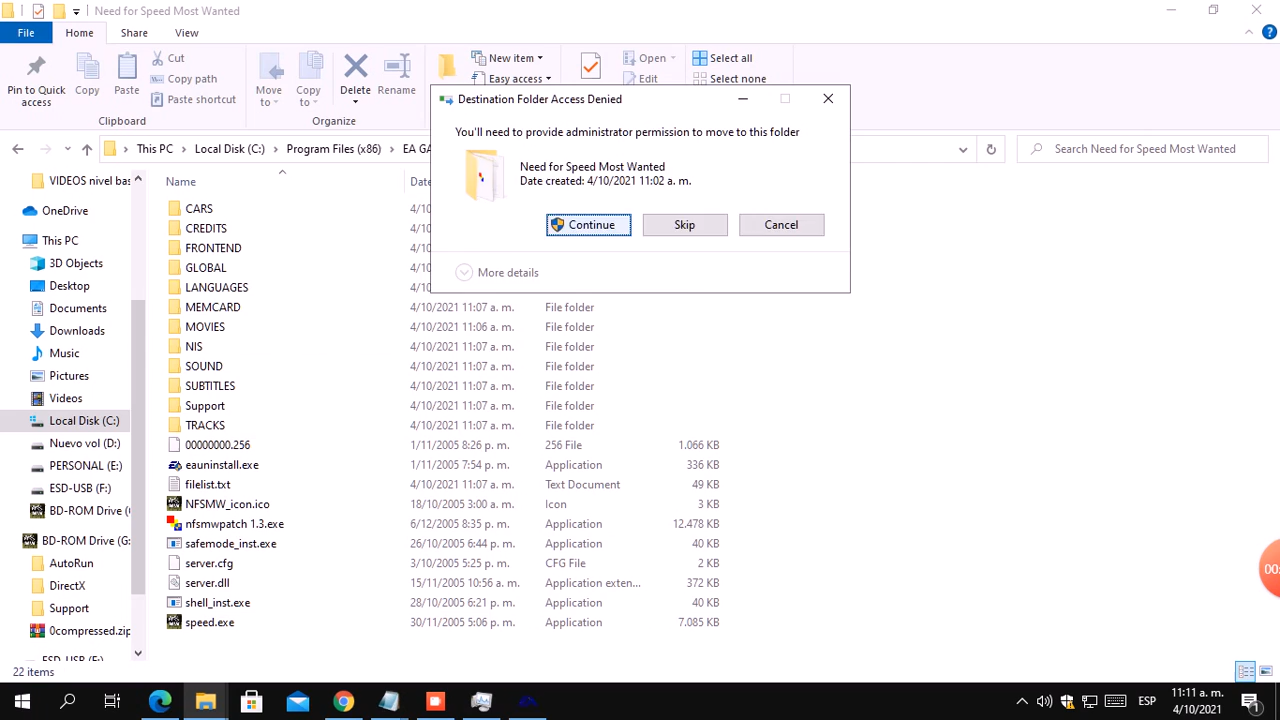 Need for Speed Most Wanted
File Home Share View
Pin to Quick access
Copy
Paste
Cut
Copy path
Paste shortcut
Clipboard
Move to
Copy to
Delete
Rename
Organize
New item
Easy access
Open
Edit
Select all
Select none
This PC Local Disk (C:) Program Files (x86) EA GA
Search Need for Speed Most Wanted
Destination Folder Access Denied
You'll need to provide administrator permission to move to this folder
Need for Speed Most Wanted
Date created: 4/10/2021 11:02 a. m.
Continue Skip Cancel
More details
VIDEOS nivel bas
OneDrive
This PC
3D Objects
Desktop
Documents
Downloads
Music
Pictures
Videos
Local Disk (C:)
Nuevo vol (D:)
PERSONAL (E:)
ESD-USB (F:)
BD-ROM Drive (
BD-ROM Drive (G:
AutoRun
DirectX
Support
0compressed.zip
Name Dat
CARS 4/10
CREDITS 4/10
FRONTEND 4/10
GLOBAL 4/10
LANGUAGES 4/10
MEMCARD 4/10/2021 11:07 a. m. File folder
MOVIES 4/10/2021 11:06 a. m. File folder
NIS 4/10/2021 11:07 a. m. File folder
SOUND 4/10/2021 11:07 a. m. File folder
SUBTITLES 4/10/2021 11:07 a. m. File folder
Support 4/10/2021 11:07 a. m. File folder
TRACKS 4/10/2021 11:07 a. m. File folder
00000000.256 1/11/2005 8:26 p. m. 256 File 1.066 KB
eauninstall.exe 1/11/2005 7:54 p. m. Application 336 KB
filelist.txt 4/10/2021 11:07 a. m. Text Document 49 KB
NFSMW_icon.ico 18/10/2005 3:00 a. m. Icon 3 KB
nfsmwpatch 1.3.exe 6/12/2005 8:35 p. m. Application 12.478 KB
safemode_inst.exe 26/10/2005 6:44 p. m. Application 40 KB
server.cfg 3/10/2005 5:25 p. m. CFG File 2 KB
server.dll 15/11/2005 10:56 a. m. Application exten... 372 KB
shell_inst.exe 28/10/2005 6:21 p. m. Application 40 KB
speed.exe 30/11/2005 5:06 p. m. Application 7.085 KB
00:
22 items
ESP
11:11 a. m.
4/10/2021
1